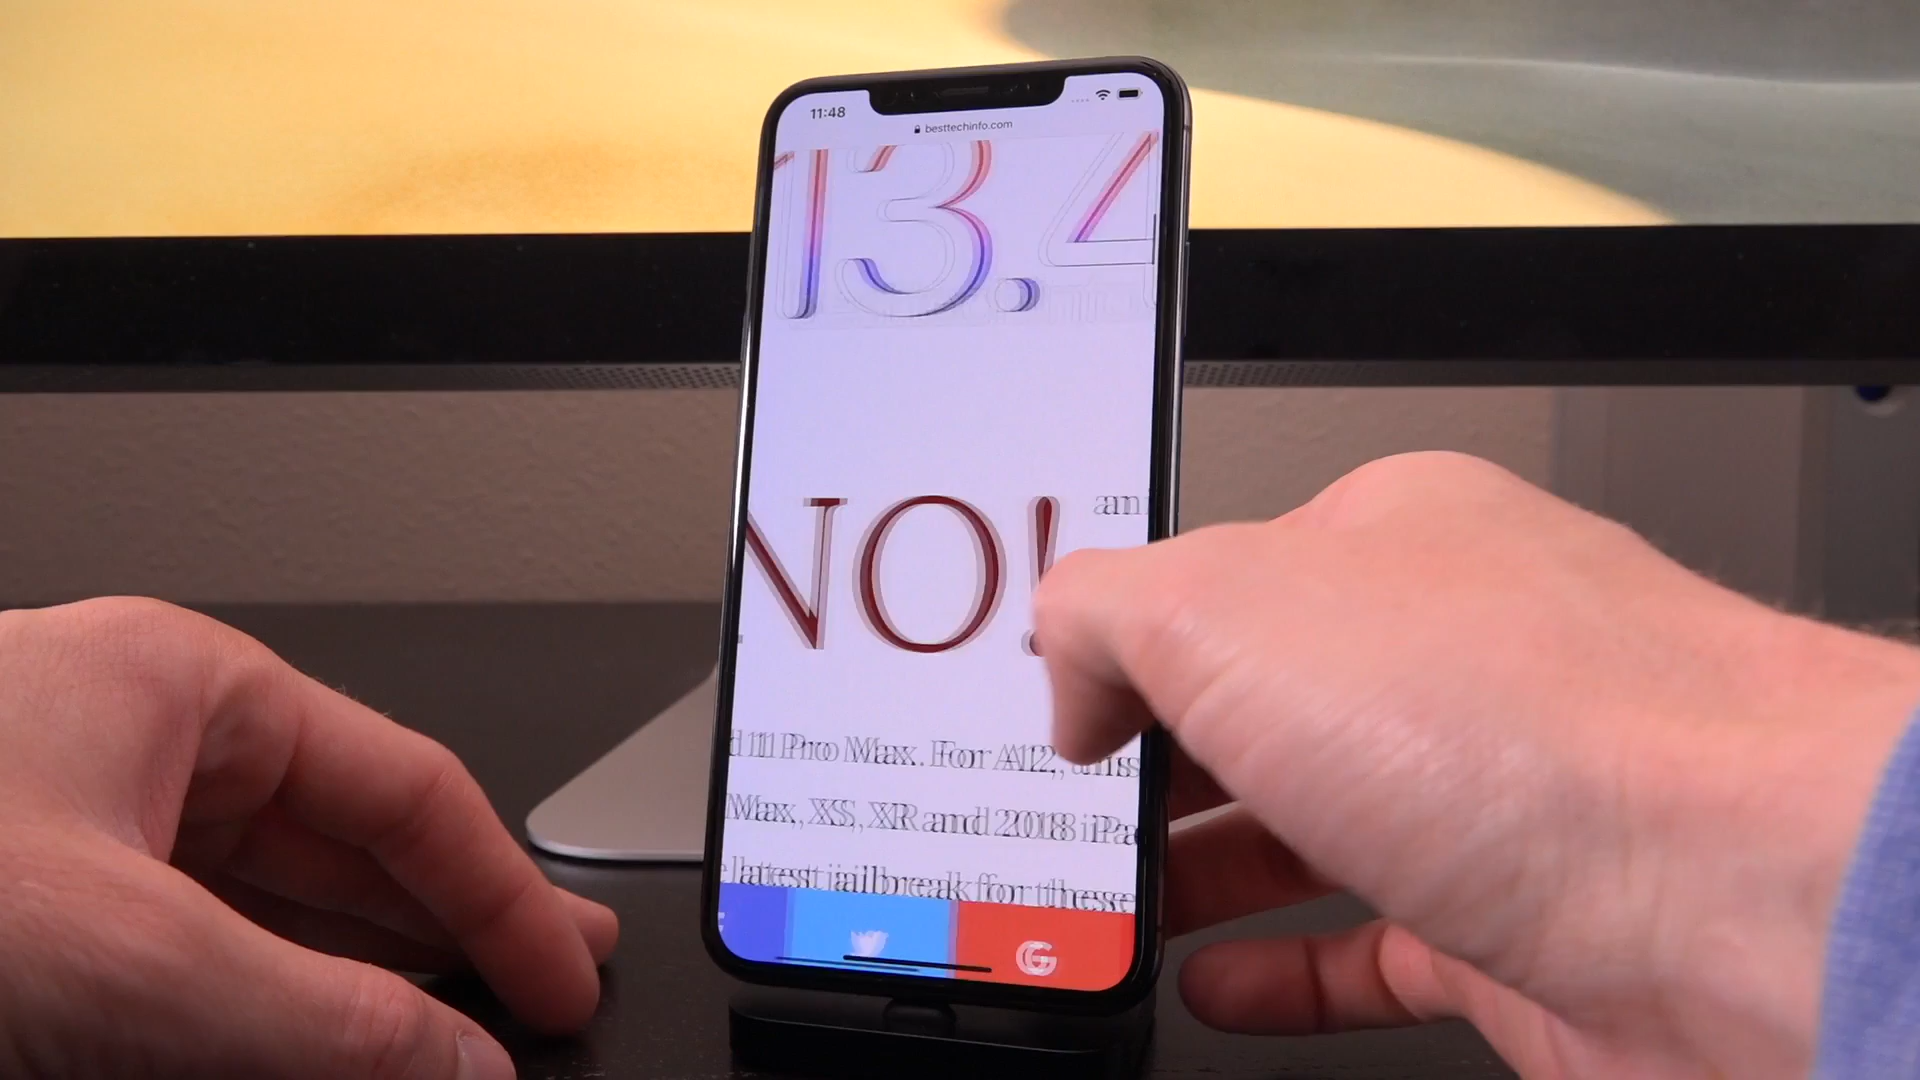 11:48
besttechinfo.com
13.4
NO!
d 11 Pro Max. For A12,
Max, XS, XR and 2018 iPa
latest jailbreak for these
G